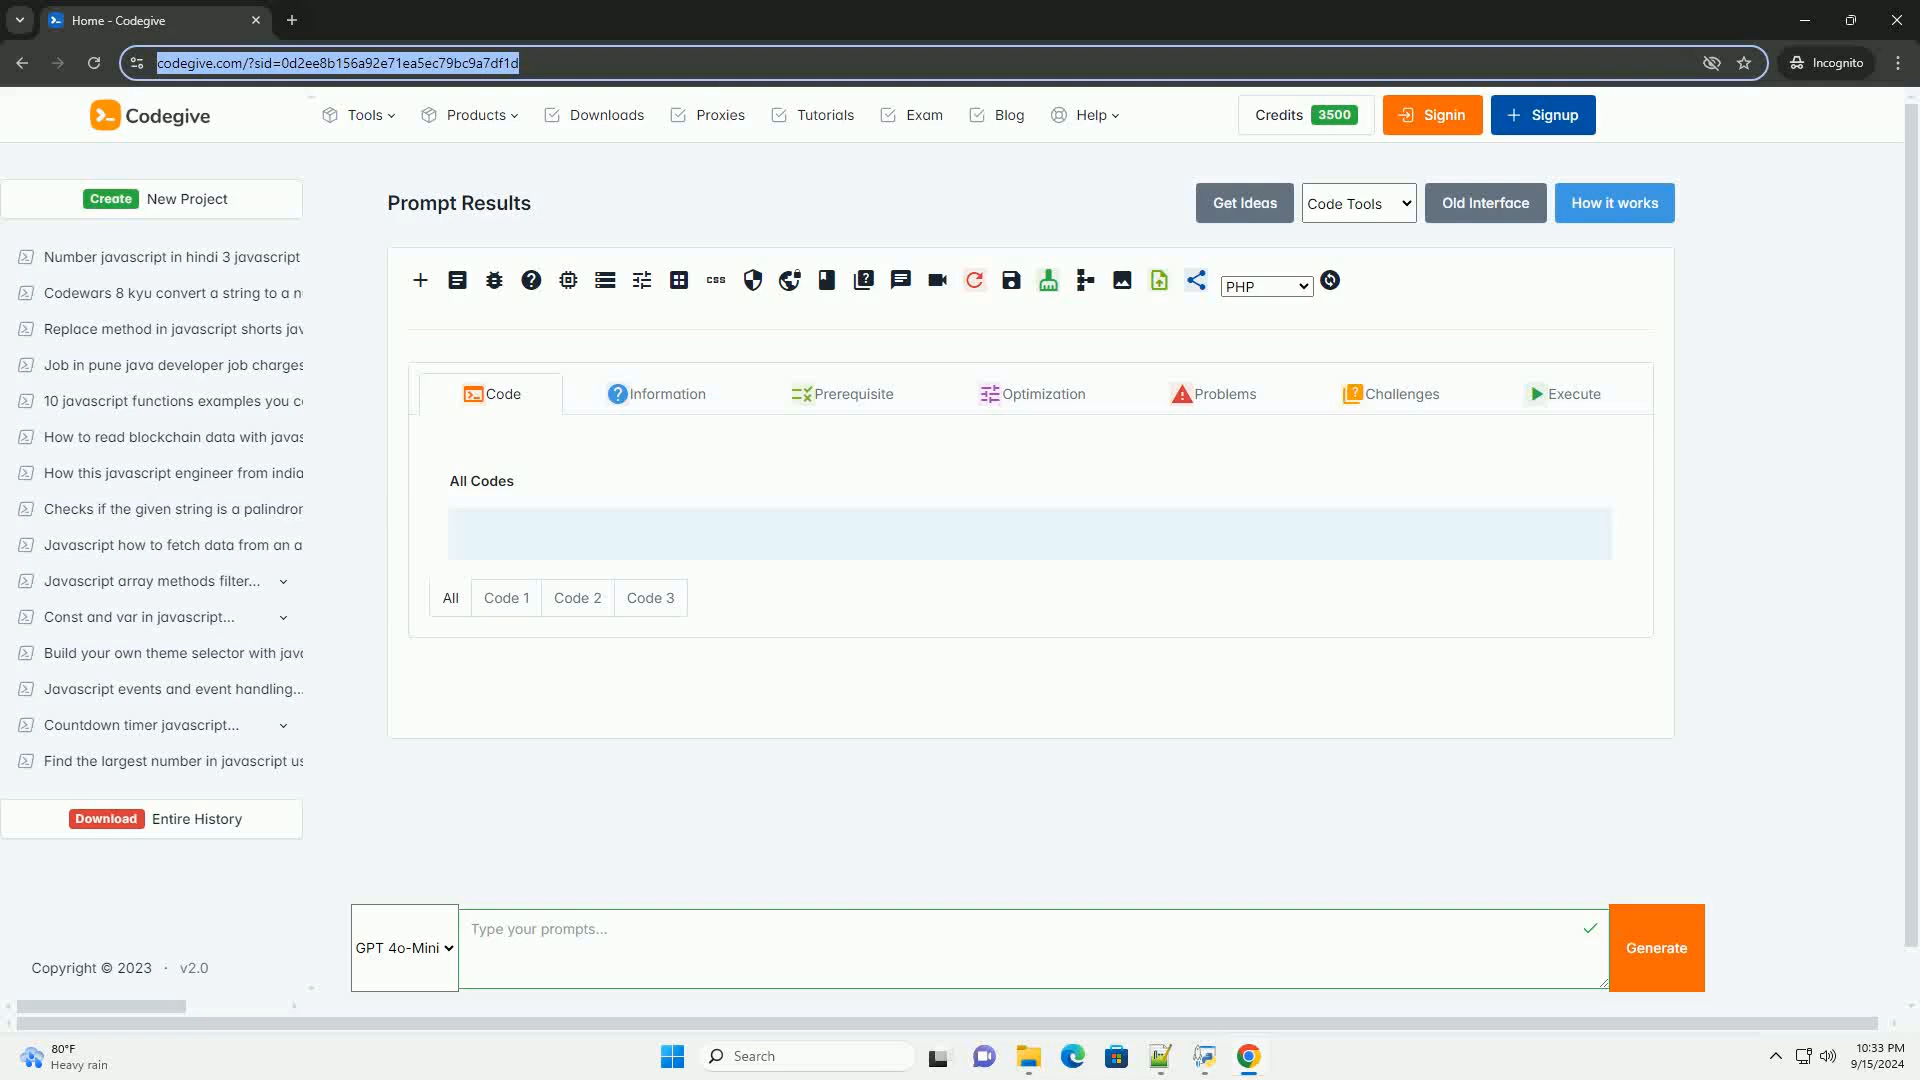 Home - Codegive
codegive.com/?sid=0d2ee8b156a92e71ea5ec79bc9a7df1d
Incognito
Codegive
Tools
Products
Downloads
Proxies
Tutorials
Exam
Blog
Help
Credits 3500
Signin
Signup
Create New Project
Number javascript in hindi 3 javascript
Codewars 8 kyu convert a string to a n
Replace method in javascript shorts jav
Job in pune java developer job charges
10 javascript functions examples you c
How to read blockchain data with javas
How this javascript engineer from india
Checks if the given string is a palindror
Javascript how to fetch data from an a
Javascript array methods filter...
Const and var in javascript...
Build your own theme selector with java
Javascript events and event handling...
Countdown timer javascript...
Find the largest number in javascript us
Download Entire History
Copyright © 2023 · v2.0
Prompt Results
Get Ideas
Code Tools
Old Interface
How it works
css
PHP
Code
Information
Prerequisite
Optimization
Problems
Challenges
Execute
All Codes
All
Code 1
Code 2
Code 3
GPT 4o-Mini
Type your prompts...
Generate
80°F
Heavy rain
Search
10:33 PM
9/15/2024